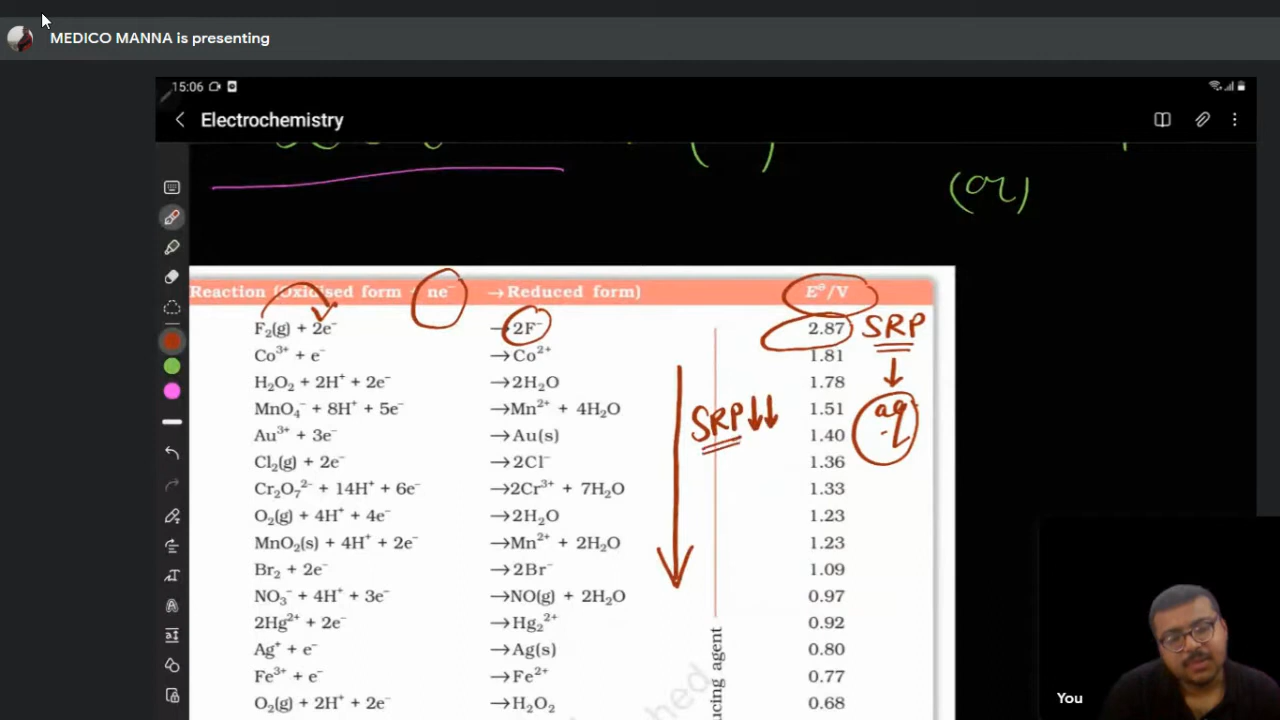 MEDICO MANNA is presenting
15:06
Electrochemistry
(or)
Reaction (Oxidised form + ne⁻ → Reduced form) E⊖/V
F₂(g) + 2e⁻ → 2F⁻ 2.87 SRP
Co³⁺ + e⁻ → Co²⁺ 1.81
H₂O₂ + 2H⁺ + 2e⁻ → 2H₂O 1.78
MnO₄⁻ + 8H⁺ + 5e⁻ → Mn²⁺ + 4H₂O 1.51 aq
SRP↓↓
Au³⁺ + 3e⁻ → Au(s) 1.40
Cl₂(g) + 2e⁻ → 2Cl⁻ 1.36
Cr₂O₇²⁻ + 14H⁺ + 6e⁻ → 2Cr³⁺ + 7H₂O 1.33
O₂(g) + 4H⁺ + 4e⁻ → 2H₂O 1.23
MnO₂(s) + 4H⁺ + 2e⁻ → Mn²⁺ + 2H₂O 1.23
Br₂ + 2e⁻ → 2Br⁻ 1.09
NO₃⁻ + 4H⁺ + 3e⁻ → NO(g) + 2H₂O 0.97
2Hg²⁺ + 2e⁻ → Hg₂²⁺ 0.92
Ag⁺ + e⁻ → Ag(s) 0.80
Fe³⁺ + e⁻ → Fe²⁺ 0.77
O₂(g) + 2H⁺ + 2e⁻ → H₂O₂ 0.68
ucing agent
You